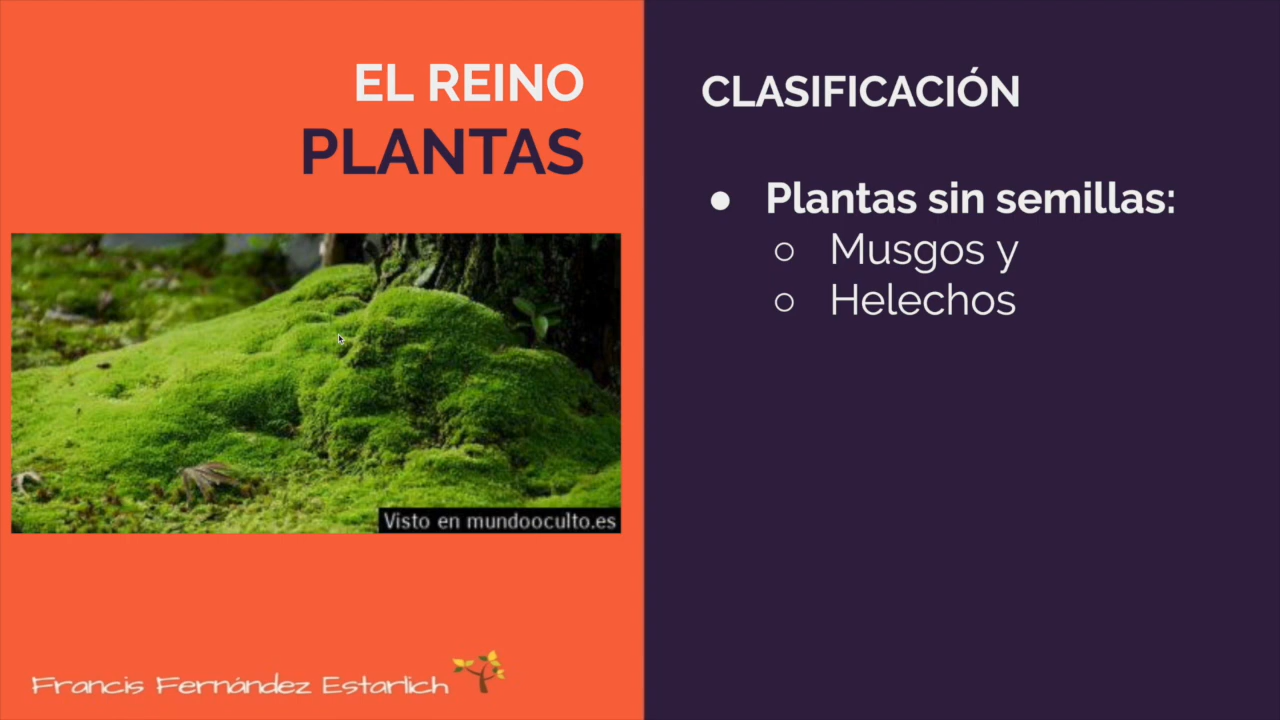 EL REINO
PLANTAS
Visto en mundooculto.es
Francis Fernández Estarlich
CLASIFICACIÓN
● Plantas sin semillas:
○ Musgos y
○ Helechos